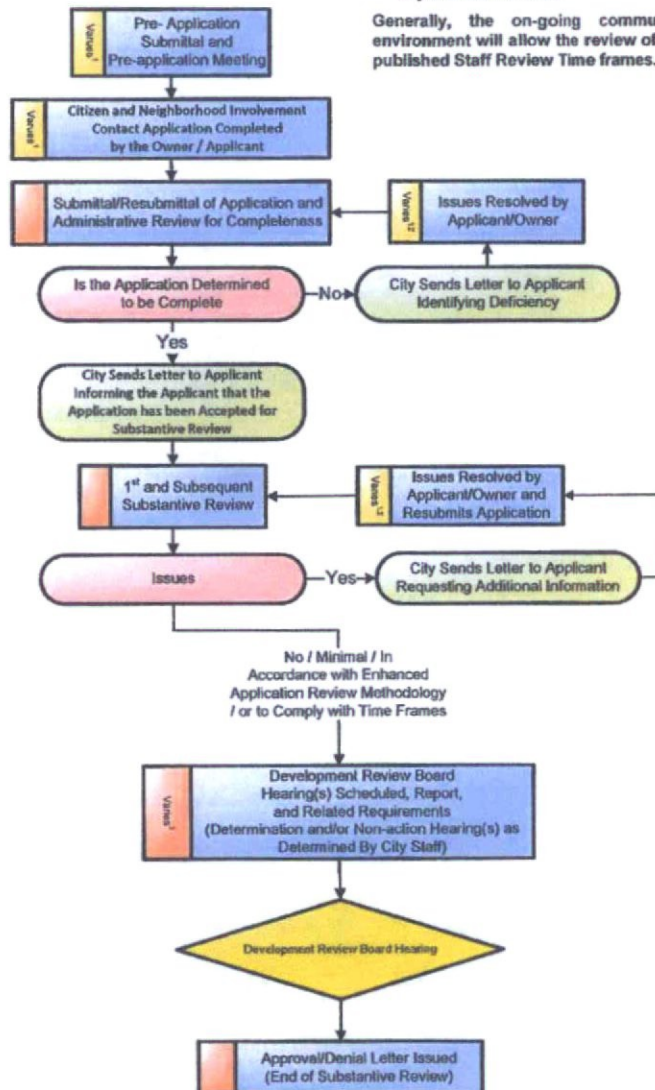 Generally, the on-going commu
environment will allow the review of
published Staff Review Time frames.
Pre- Application
Submittal and
Pre-application Meeting
Varies¹
Citizen and Neighborhood Involvement
Contact Application Completed
by the Owner / Applicant
Varies¹
Submittal/Resubmittal of Application and
Administrative Review for Completeness
Issues Resolved by
Applicant/Owner
Varies¹,²
Is the Application Determined
to be Complete
No
City Sends Letter to Applicant
Identifying Deficiency
Yes
City Sends Letter to Applicant
Informing the Applicant that the
Application has been Accepted for
Substantive Review
1st and Subsequent
Substantive Review
Issues Resolved by
Applicant/Owner and
Resubmits Application
Varies¹,²
Issues
Yes
City Sends Letter to Applicant
Requesting Additional Information
No / Minimal / In
Accordance with Enhanced
Application Review Methodology
/ or to Comply with Time Frames
Development Review Board
Hearing(s) Scheduled, Report,
and Related Requirements
(Determination and/or Non-action Hearing(s) as
Determined By City Staff)
Varies
Development Review Board Hearing
Approval/Denial Letter Issued
(End of Substantive Review)